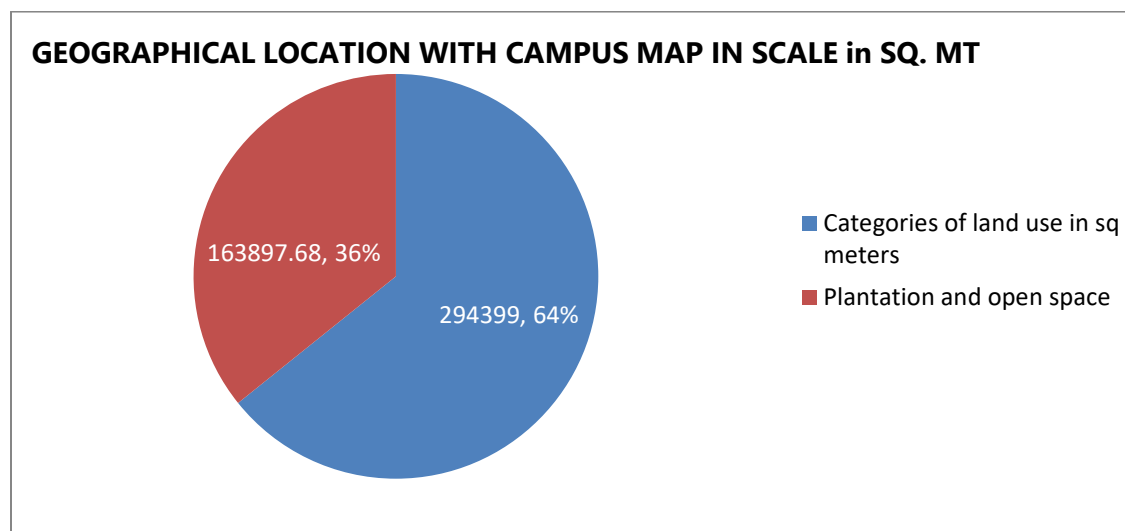 GEOGRAPHICAL LOCATION WITH CAMPUS MAP IN SCALE in SQ. MT
163897.68, 36%
294399, 64%
Categories of land use in sq
meters
Plantation and open space